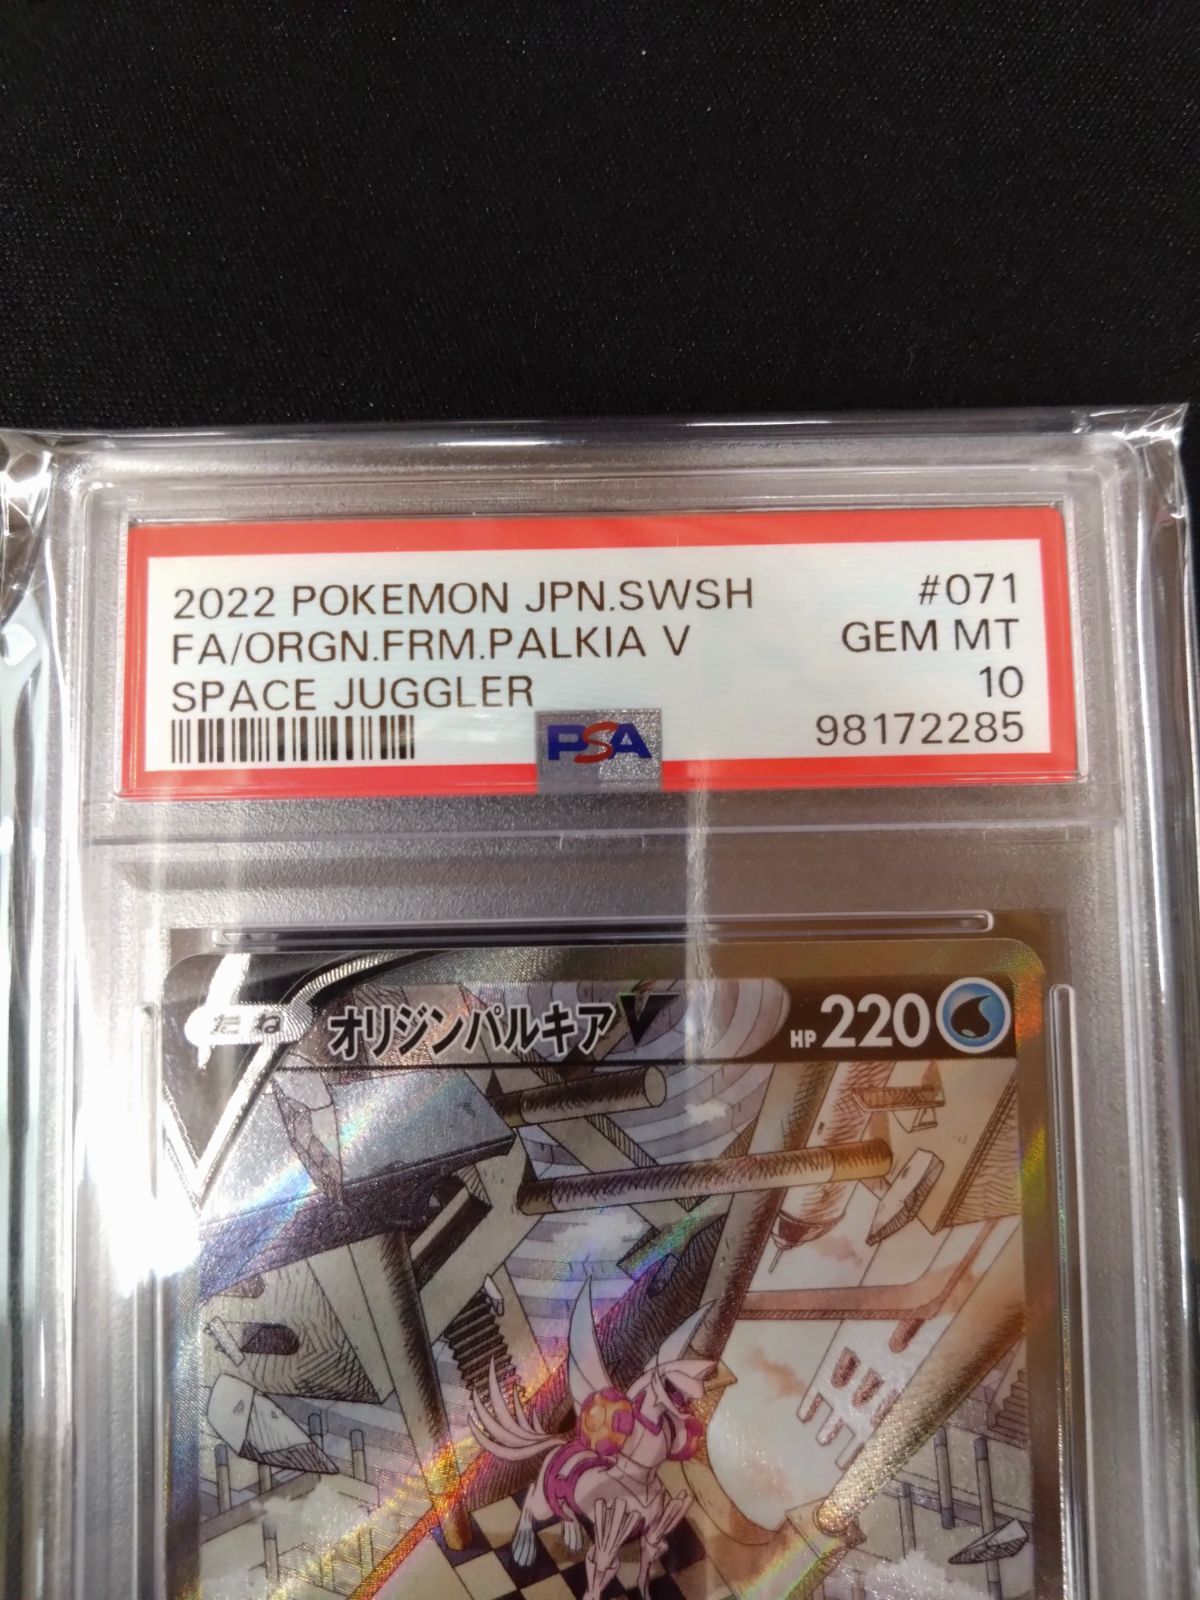 2022 POKEMON JPN.SWSH #071
FA/ORGN.FRM.PALKIA V GEM MT
SPACE JUGGLER 10
PSA 98172285
たね オリジンパルキアV HP 220